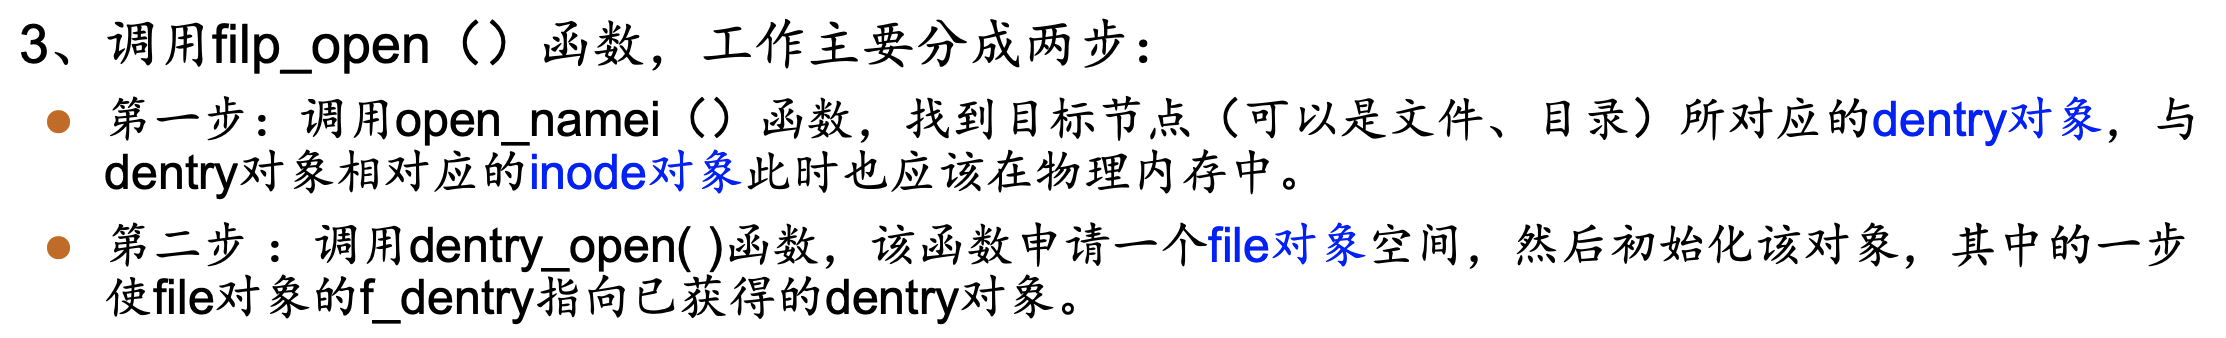 3、调用filp_open（）函数，工作主要分成两步：
第一步：调用open_namei（）函数，找到目标节点（可以是文件、目录）所对应的dentry对象，与
dentry对象相对应的inode对象此时也应该在物理内存中。
第二步 ：调用dentry_open( )函数，该函数申请一个file对象空间，然后初始化该对象，其中的一步
使file对象的f_dentry指向已获得的dentry对象。